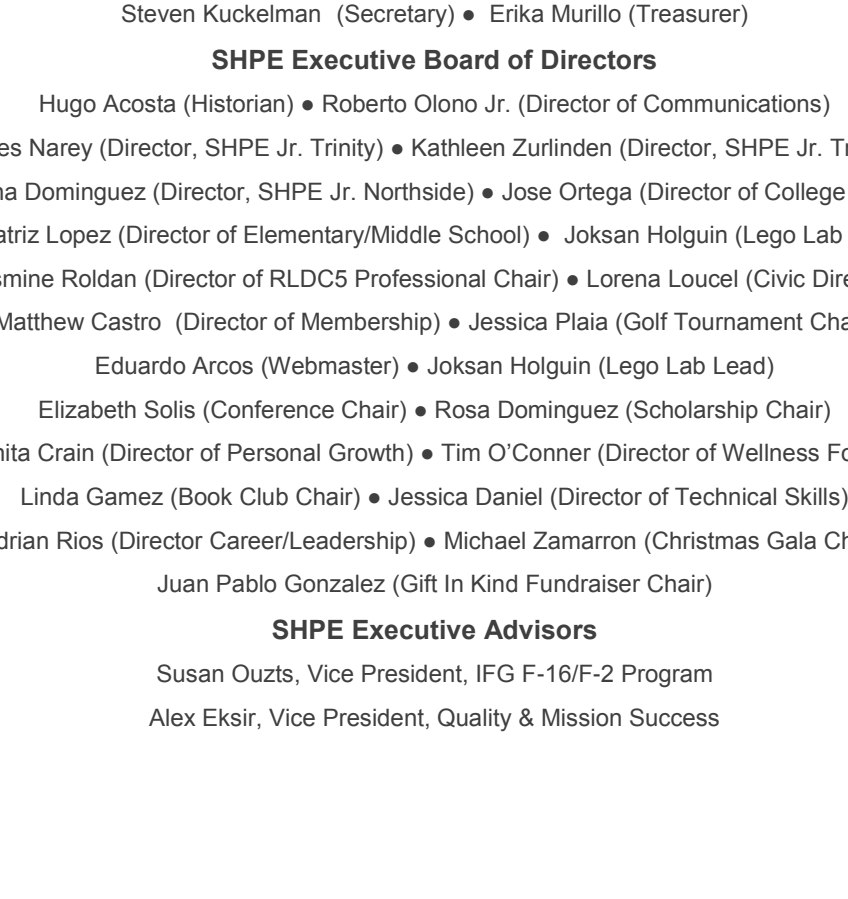 Steven Kuckelman  (Secretary) ●  Erika Murillo (Treasurer)
SHPE Executive Board of Directors
Hugo Acosta (Historian) ● Roberto Olono Jr. (Director of Communications)
Narey (Director, SHPE Jr. Trinity) ● Kathleen Zurlinden (Director, SHPE Jr.
Dominguez (Director, SHPE Jr. Northside) ● Jose Ortega (Director of College
Lopez (Director of Elementary/Middle School) ●  Joksan Holguin (Lego Lab
Roldan (Director of RLDC5 Professional Chair) ● Lorena Loucel (Civic
Matthew Castro  (Director of Membership) ● Jessica Plaia (Golf Tournament
Eduardo Arcos (Webmaster) ● Joksan Holguin (Lego Lab Lead)
Elizabeth Solis (Conference Chair) ● Rosa Dominguez (Scholarship Chair)
Crain (Director of Personal Growth) ● Tim O’Conner (Director of Wellness
Linda Gamez (Book Club Chair) ● Jessica Daniel (Director of Technical Skills)
Rios (Director Career/Leadership) ● Michael Zamarron (Christmas Gala
Juan Pablo Gonzalez (Gift In Kind Fundraiser Chair)
SHPE Executive Advisors
Susan Ouzts, Vice President, IFG F-16/F-2 Program
Alex Eksir, Vice President, Quality & Mission Success